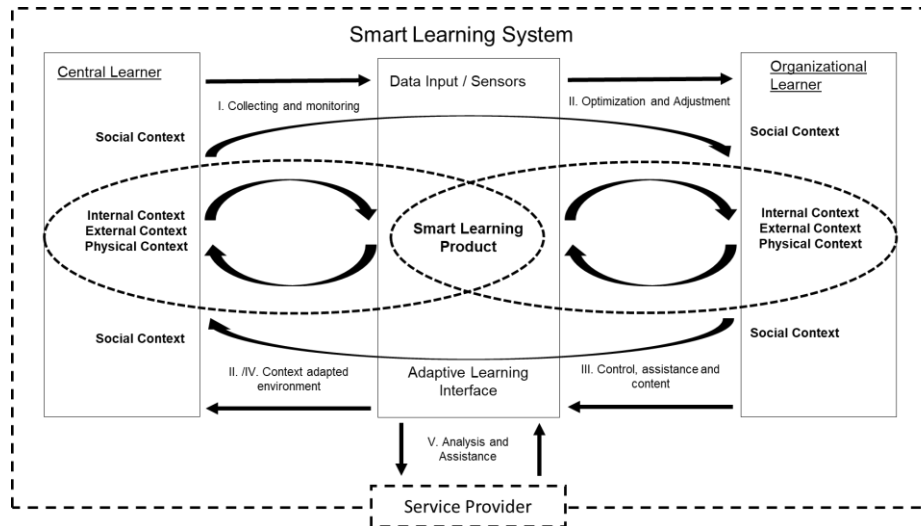 Smart Learning System
Central Learner
Data Input / Sensors
Organizational
Learner
I. Collecting and monitoring
II. Optimization and Adjustment
Social Context
Social Context
Internal Context
External Context
Physical Context
Smart Learning
Product
Internal Context
External Context
Physical Context
Social Context
Social Context
II. /IV. Context adapted
environment
Adaptive Learning
Interface
III. Control, assistance and
content
V. Analysis and
Assistance
Service Provider